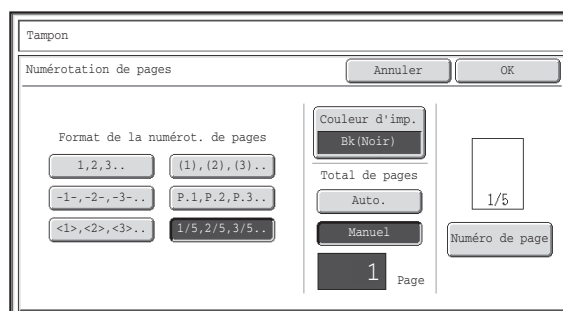 Tampon
Numérotation de pages
Annuler
OK
Format de la numérot. de pages
1,2,3..
(1),(2),(3)..
-1-,-2-,-3-..
P.1,P.2,P.3..
<1>,<2>,<3>..
1/5,2/5,3/5..
Couleur d'imp.
Bk(Noir)
Total de pages
Auto.
Manuel
1 Page
1/5
Numéro de page